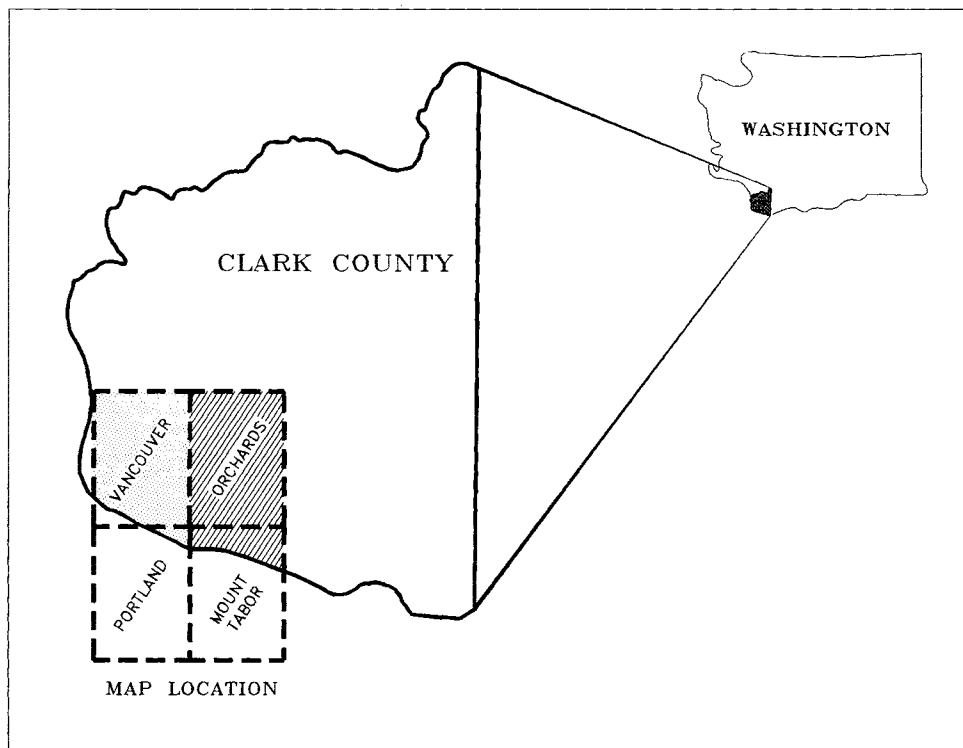 WASHINGTON
CLARK COUNTY
VANCOUVER
ORCHARDS
PORTLAND
MOUNT
TABOR
MAP LOCATION